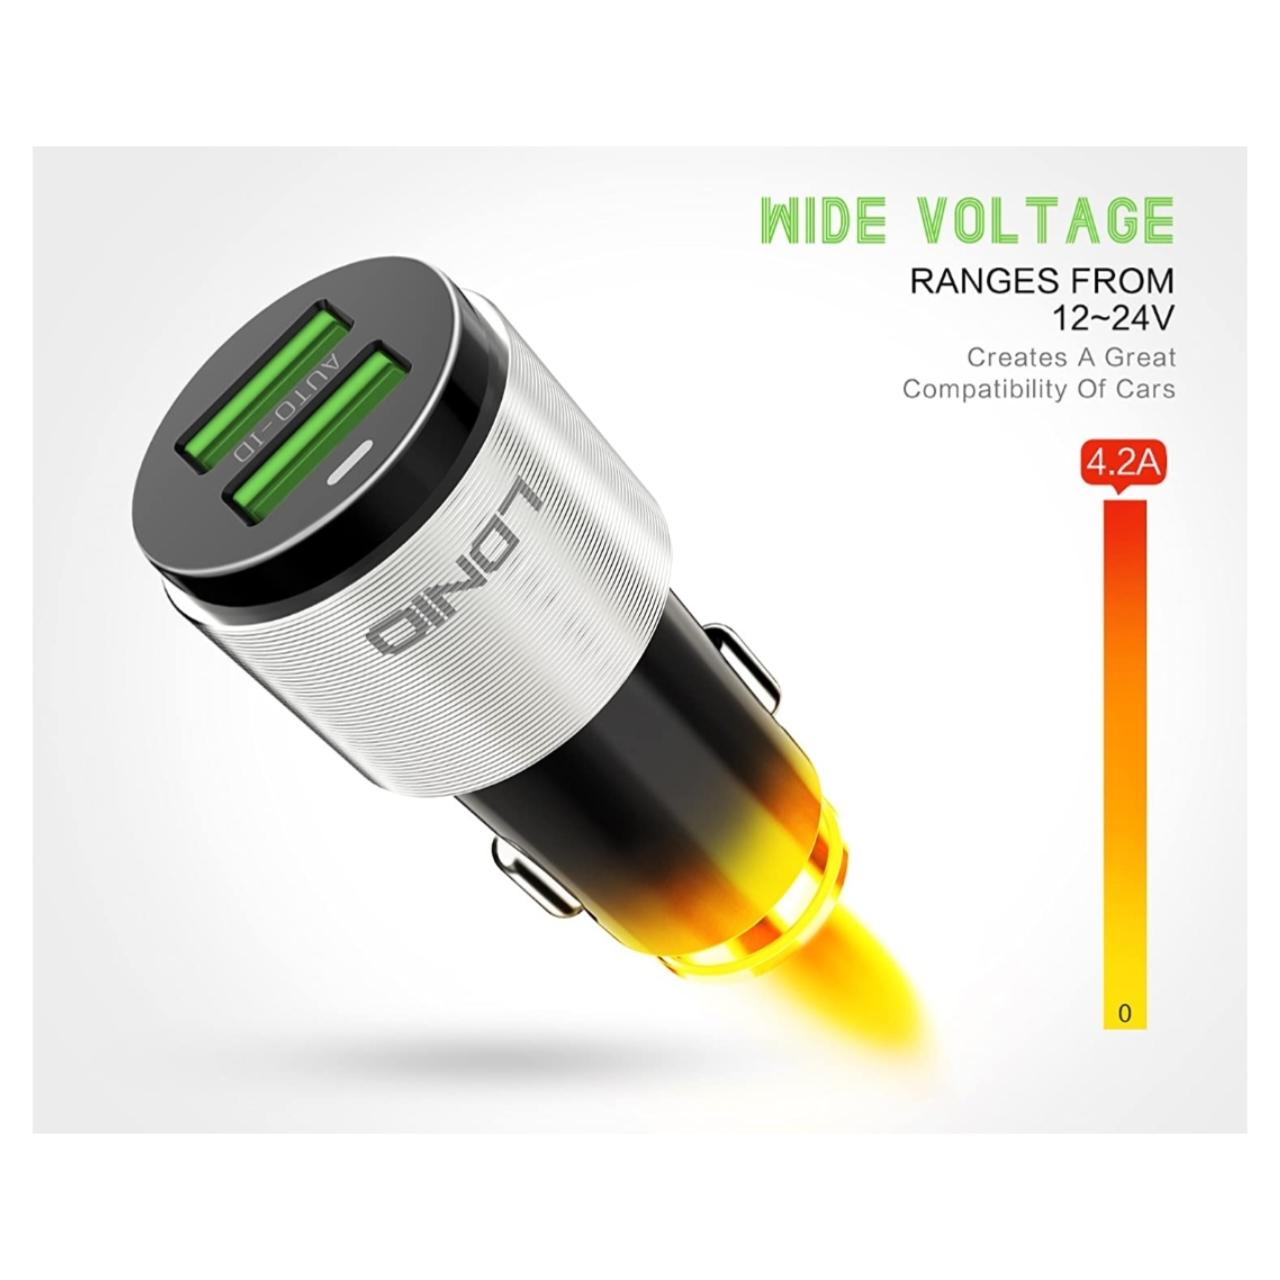 WIDE VOLTAGE
RANGES FROM
12~24V
Creates A Great
Compatibility Of Cars
4.2A
0
AUTO-ID
LDNIO